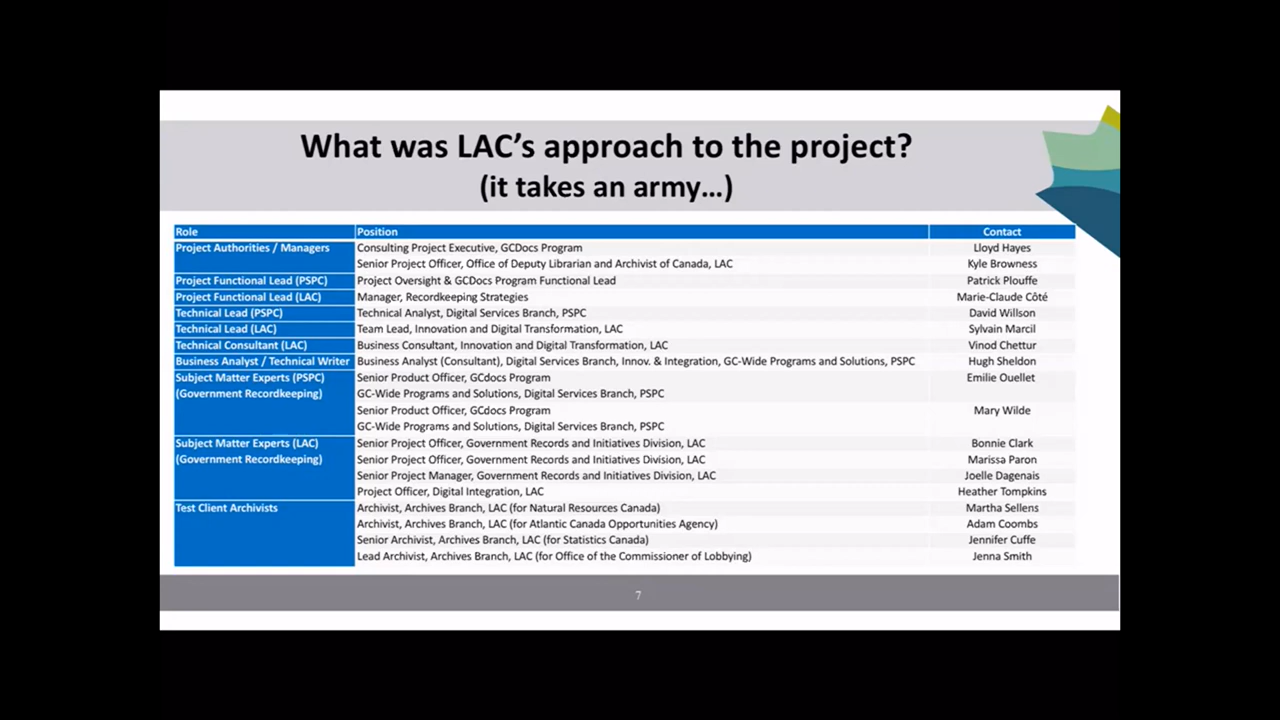 What was LAC’s approach to the project?
(it takes an army…)
Role Position Contact
Project Authorities / Managers Consulting Project Executive, GCDocs Program Lloyd Hayes
Senior Project Officer, Office of Deputy Librarian and Archivist of Canada, LAC Kyle Browness
Project Functional Lead (PSPC) Project Oversight & GCDocs Program Functional Lead Patrick Plouffe
Project Functional Lead (LAC) Manager, Recordkeeping Strategies Marie-Claude Côté
Technical Lead (PSPC) Technical Analyst, Digital Services Branch, PSPC David Willson
Technical Lead (LAC) Team Lead, Innovation and Digital Transformation, LAC Sylvain Marcil
Technical Consultant (LAC) Business Consultant, Innovation and Digital Transformation, LAC Vinod Chettur
Business Analyst / Technical Writer Business Analyst (Consultant), Digital Services Branch, Innov. & Integration, GC-Wide Programs and Solutions, PSPC Hugh Sheldon
Subject Matter Experts (PSPC) Senior Product Officer, GCdocs Program Emilie Ouellet
(Government Recordkeeping) GC-Wide Programs and Solutions, Digital Services Branch, PSPC
Senior Product Officer, GCdocs Program Mary Wilde
GC-Wide Programs and Solutions, Digital Services Branch, PSPC
Subject Matter Experts (LAC) Senior Project Officer, Government Records and Initiatives Division, LAC Bonnie Clark
(Government Recordkeeping) Senior Project Officer, Government Records and Initiatives Division, LAC Marissa Paron
Senior Project Manager, Government Records and Initiatives Division, LAC Joelle Dagenais
Project Officer, Digital Integration, LAC Heather Tompkins
Test Client Archivists Archivist, Archives Branch, LAC (for Natural Resources Canada) Martha Sellens
Archivist, Archives Branch, LAC (for Atlantic Canada Opportunities Agency) Adam Coombs
Senior Archivist, Archives Branch, LAC (for Statistics Canada) Jennifer Cuffe
Lead Archivist, Archives Branch, LAC (for Office of the Commissioner of Lobbying) Jenna Smith
7